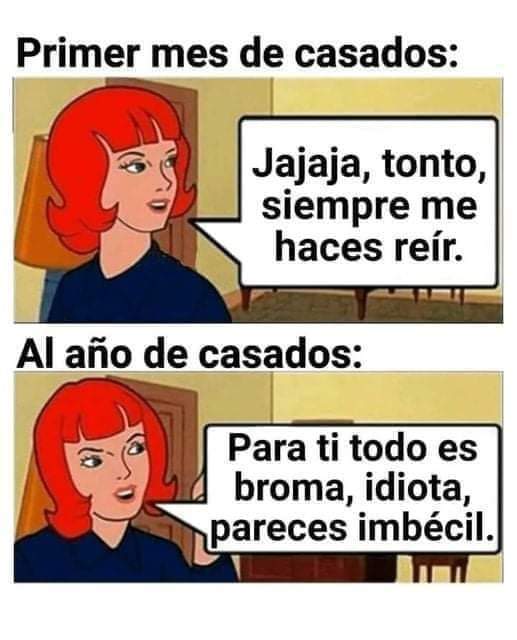 Primer mes de casados:
Jajaja, tonto,
siempre me
haces reír.
Al año de casados:
Para ti todo es
broma, idiota,
pareces imbécil.